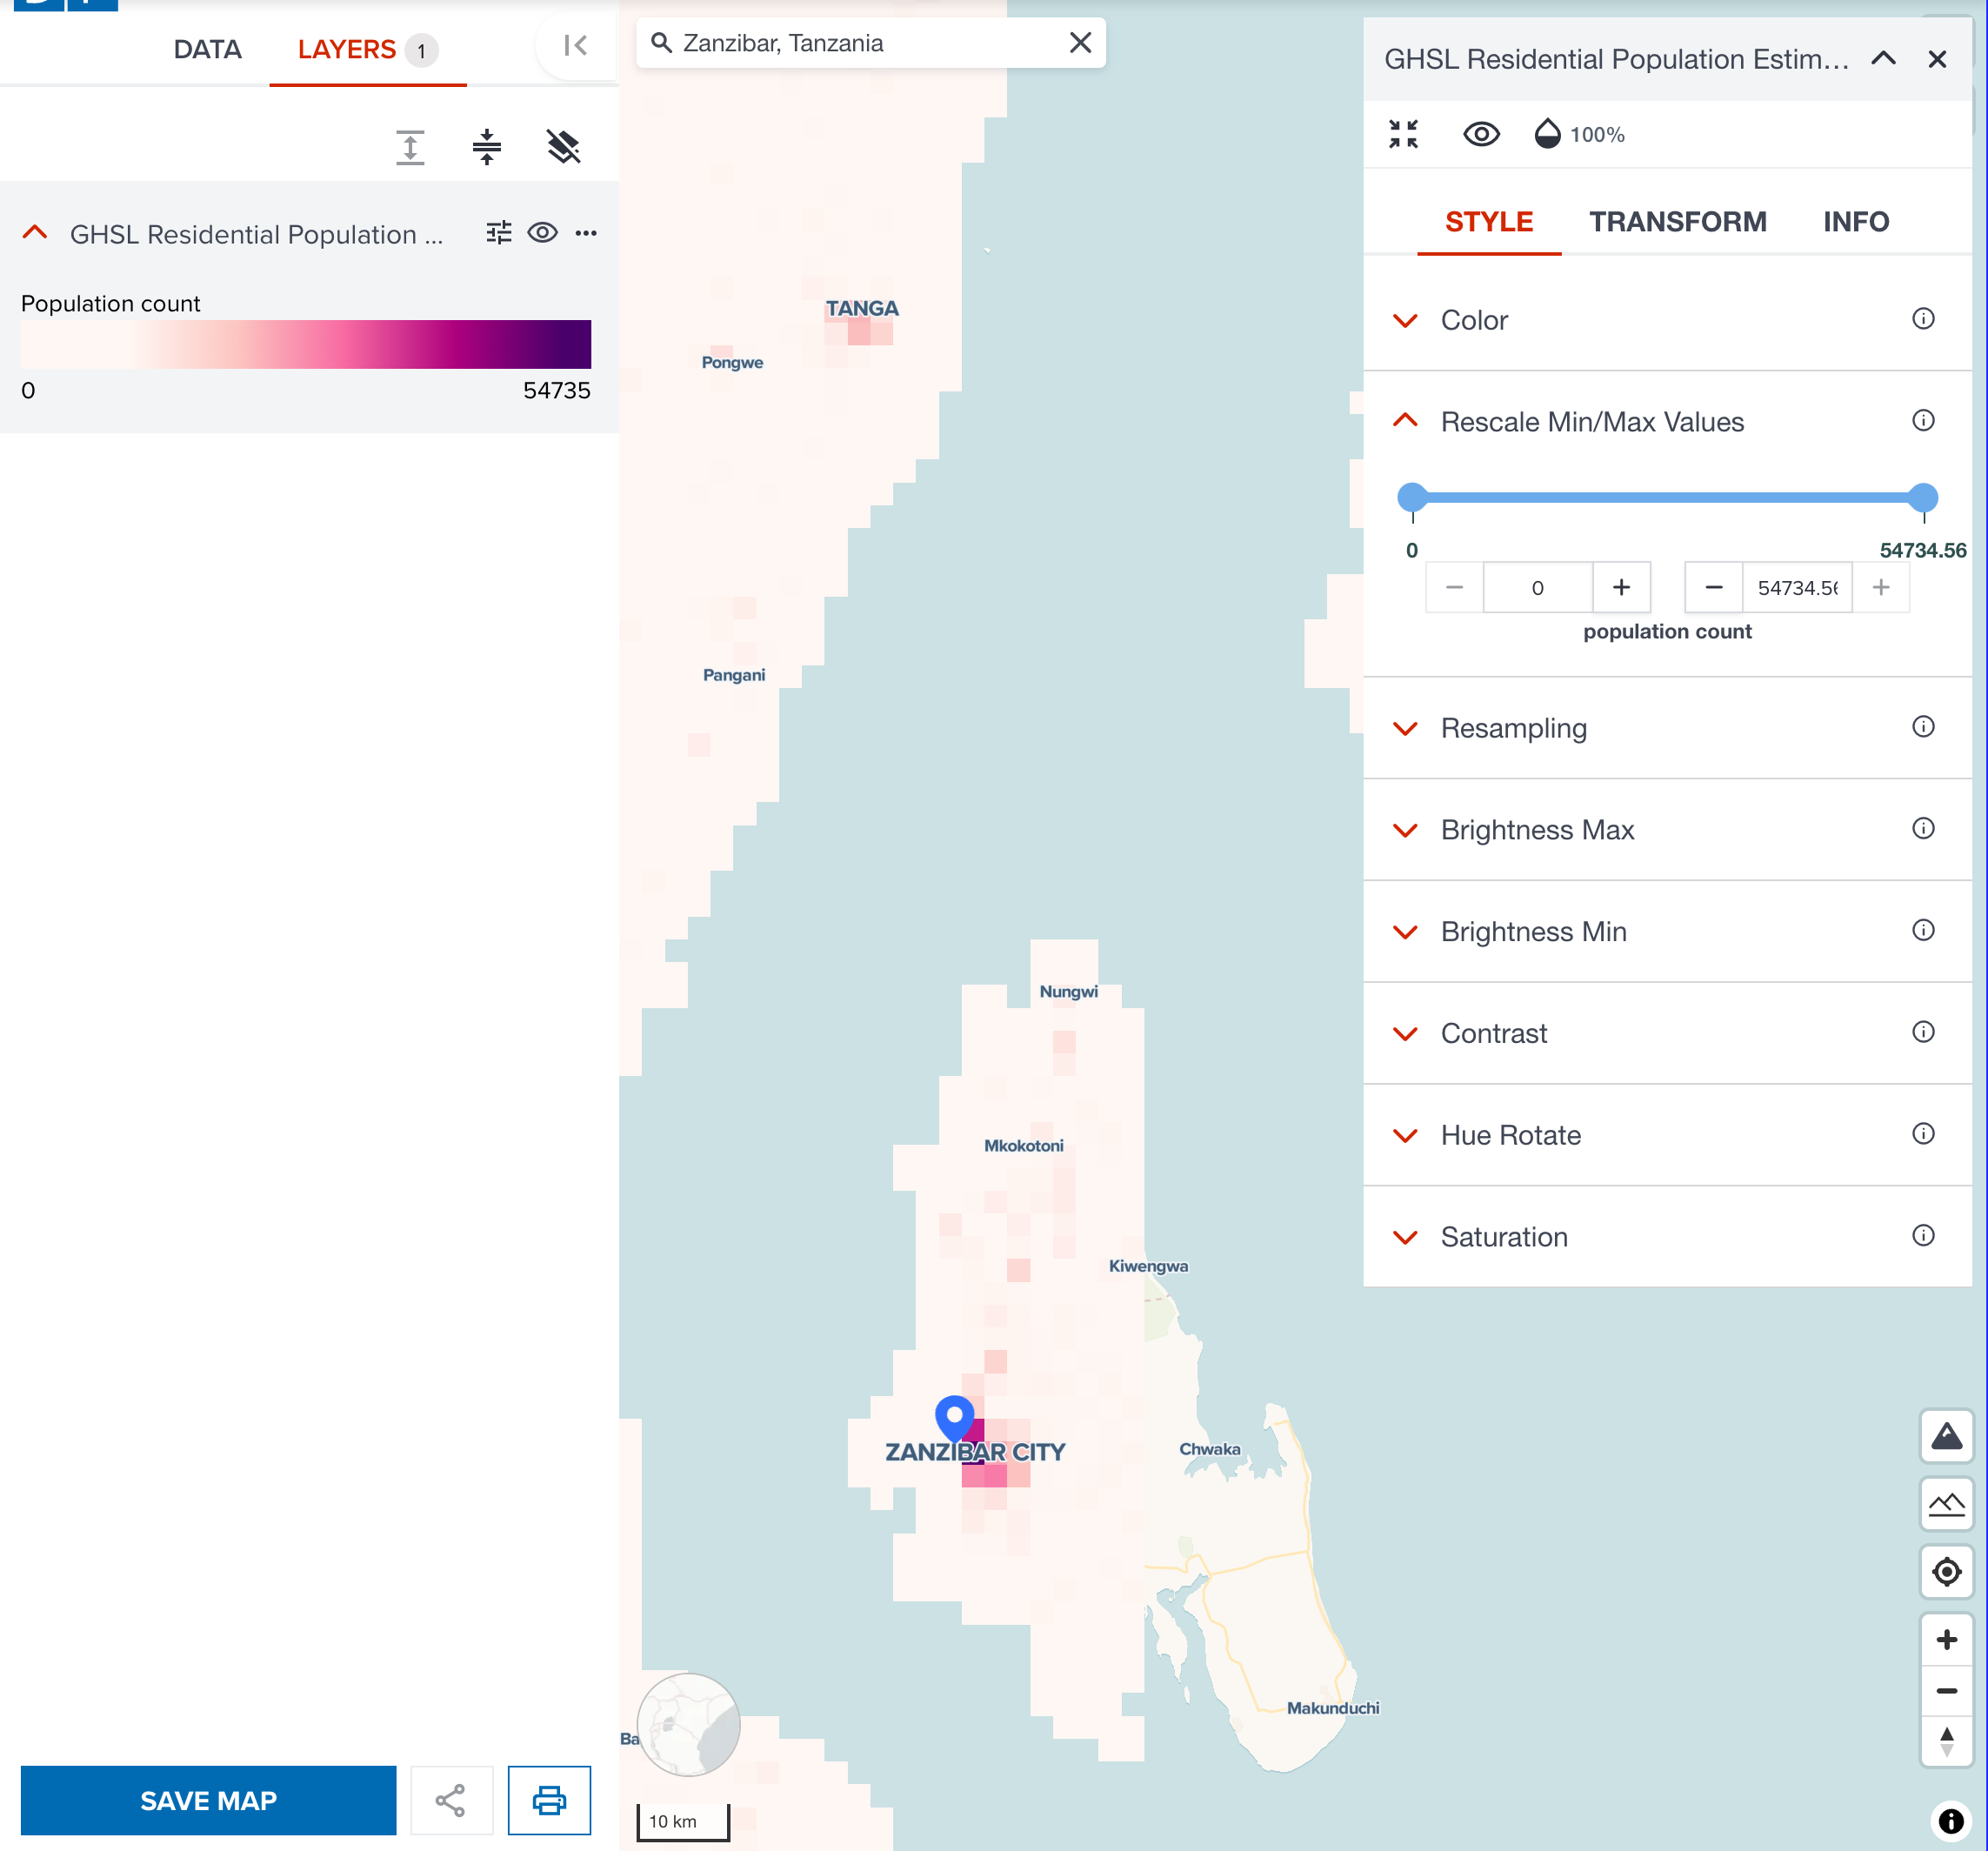 DATA
LAYERS 1
GHSL Residential Population ...
Population count
0 54735
SAVE MAP
Zanzibar, Tanzania
TANGA
Pongwe
Pangani
Nungwi
Mkokotoni
Kiwengwa
ZANZIBAR CITY
Chwaka
Makunduchi
Ba
10 km
GHSL Residential Population Estim...
100%
STYLE TRANSFORM INFO
Color
Rescale Min/Max Values
0 54734.56
− 0 + − 54734.56 +
population count
Resampling
Brightness Max
Brightness Min
Contrast
Hue Rotate
Saturation